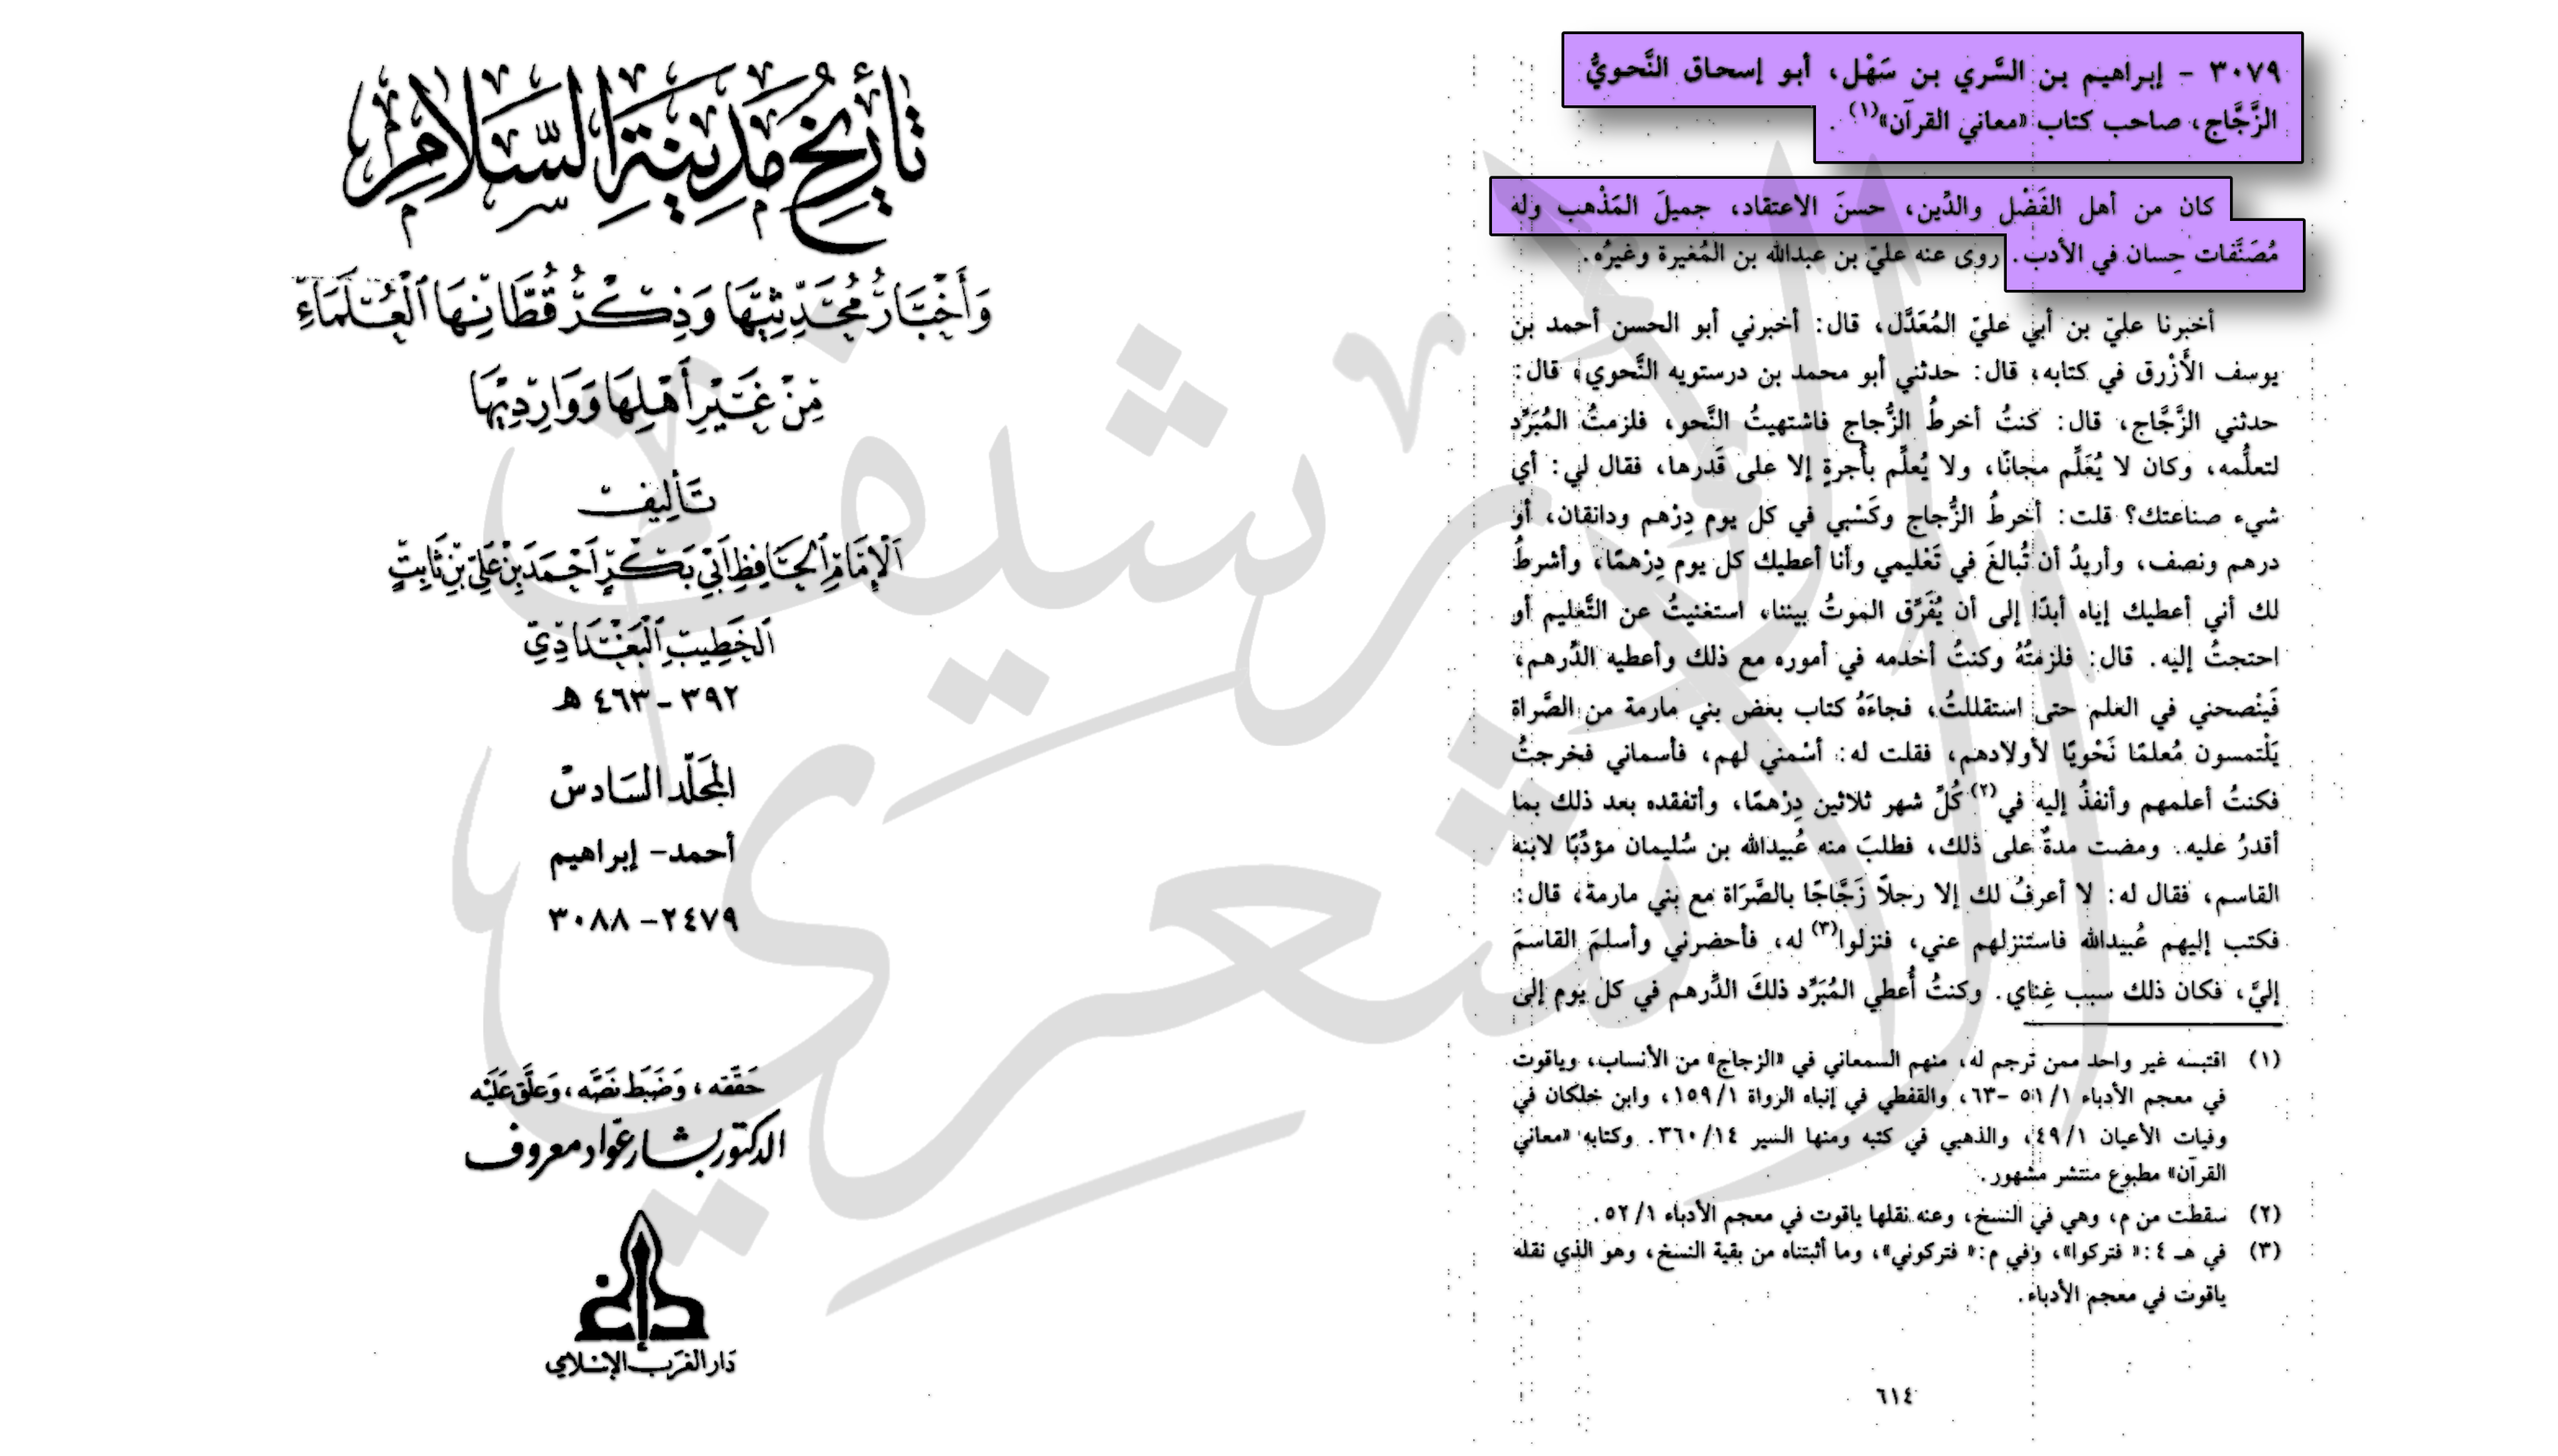 تأريخ مدينة السلام
وأخبار محدثيها وذكر قطانها العلماء
من غير أهلها ووارديها
تأليف
الإمام الحافظ أبي بكر أحمد بن علي بن ثابت
الخطيب البغدادي
٣٩٢ - ٤٦٣ هـ
المجلد السادس
أحمد - إبراهيم
٢٤٧٩ - ٣٠٨٨
حققه، وضبط نصه، وعلق عليه
الدكتور بشار عواد معروف
دار الغرب الإسلامي
٣٠٧٩ - إبراهيم بن السَّري بن سَهْل، أبو إسحاق النَّحويُّ
الزَّجَّاج، صاحب كتاب «معاني القرآن»(١).
كان من أهل الفَضْل والدِّين، حسنَ الاعتقاد، جميلَ المَذْهب وله
مُصَنَّفات حِسان في الأدب. روى عنه عليّ بن عبدالله بن المُغيرة وغيرُه.
أخبرنا عليّ بن أبي عليّ المُعَدَّل، قال: أخبرني أبو الحسن أحمد بن
يوسف الأَزْرق في كتابه، قال: حدثني أبو محمد بن درستويه النَّحوي، قال:
حدثني الزَّجَّاج، قال: كنتُ أخرطُ الزُّجاج فاشتهيتُ النَّحو، فلزمتُ المُبَرِّد
لتعلُّمه، وكان لا يُعَلِّم مجانًا، ولا يُعلِّم بأُجرةٍ إلا على قَدرها، فقال لي: أي
شيء صناعتك؟ قلت: أخرطُ الزُّجاج وكَسْبي في كل يوم دِرْهم ودانقان، أو
درهم ونصف، وأريدُ أن تُبالغَ في تَعْليمي وأنا أعطيك كل يوم دِرْهمًا، وأشرطُ
لك أني أعطيك إياه أبدًا إلى أن يُفَرِّق الموتُ بيننا، استغنيتُ عن التَّعليم أو
احتجتُ إليه. قال: فلزمتُهُ وكنتُ أخدمه في أموره مع ذلك وأعطيه الدِّرهم،
فَيَنْصحني في العلم حتى استقللتُ، فجاءَهُ كتاب بعض بني مارمة من الصَّراة
يَلْتمسون مُعلمًا نَحْويًا لأولادهم، فقلت له: أسْمني لهم، فأسماني فخرجتُ
فكنتُ أعلمهم وأنفذُ إليه في(٢) كُلِّ شهر ثلاثين دِرْهمًا، وأتفقده بعد ذلك بما
أقدرُ عليه. ومضت مدةٌ على ذلك، فطلبَ منه عُبيدالله بن سُليمان مؤدِّبًا لابنه
القاسم، فقال له: لا أعرفُ لك إلا رجلاً زَجَّاجًا بالصَّرَاة مع بني مارمة، قال:
فكتب إليهم عُبيدالله فاستنزلهم عني، فنزلوا(٣) له، فأحضرني وأسلمَ القاسمَ
إليَّ، فكان ذلك سبب غِناي. وكنتُ أُعطي المُبَرِّد ذلكَ الدِّرهم في كل يوم إلى
(١) اقتبسه غير واحد ممن ترجم له، منهم السمعاني في «الزجاج» من الأنساب، وياقوت
في معجم الأدباء ١/ ٥١ -٦٣، والقفطي في إنباه الرواة ١/ ١٥٩، وابن خلكان في
وفيات الأعيان ١/ ٤٩، والذهبي في كتبه ومنها السير ١٤/ ٣٦٠. وكتابه «معاني
القرآن» مطبوع منتشر مشهور.
(٢) سقطت من م، وهي في النسخ، وعنه نقلها ياقوت في معجم الأدباء ١/ ٥٢.
(٣) في هـ ٤: «فتركوا»، وفي م: «فتركوني»، وما أثبتناه من بقية النسخ، وهو الذي نقله
ياقوت في معجم الأدباء.
٦١٤
الأرشيف
الأشعري